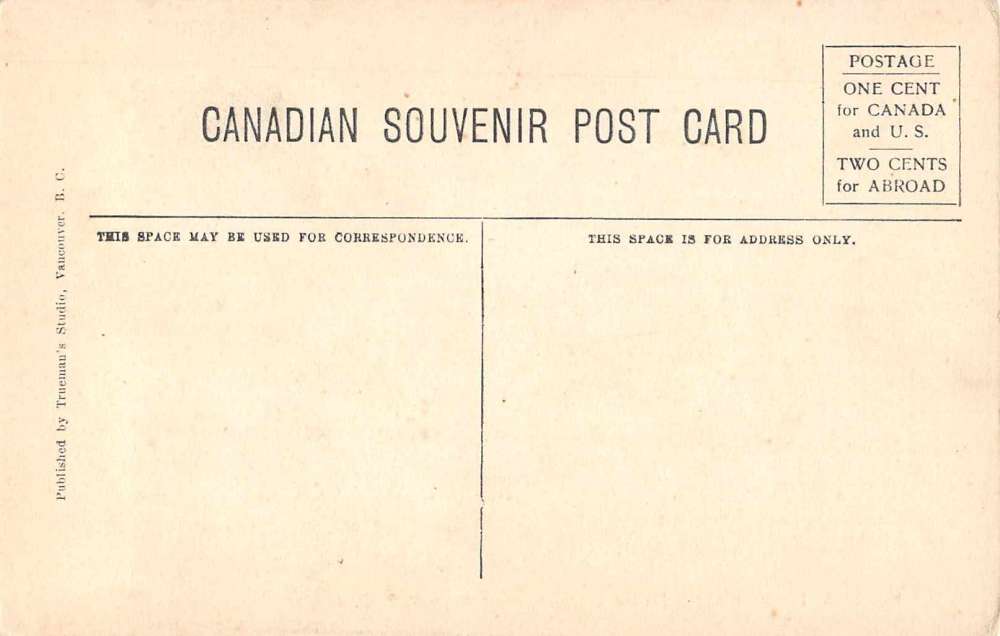 CANADIAN SOUVENIR POST CARD
POSTAGE
ONE CENT
for CANADA
and U. S.
TWO CENTS
for ABROAD
THIS SPACE MAY BE USED FOR CORRESPONDENCE.
THIS SPACE IS FOR ADDRESS ONLY.
Published by Trueman's Studio, Vancouver. B. C.